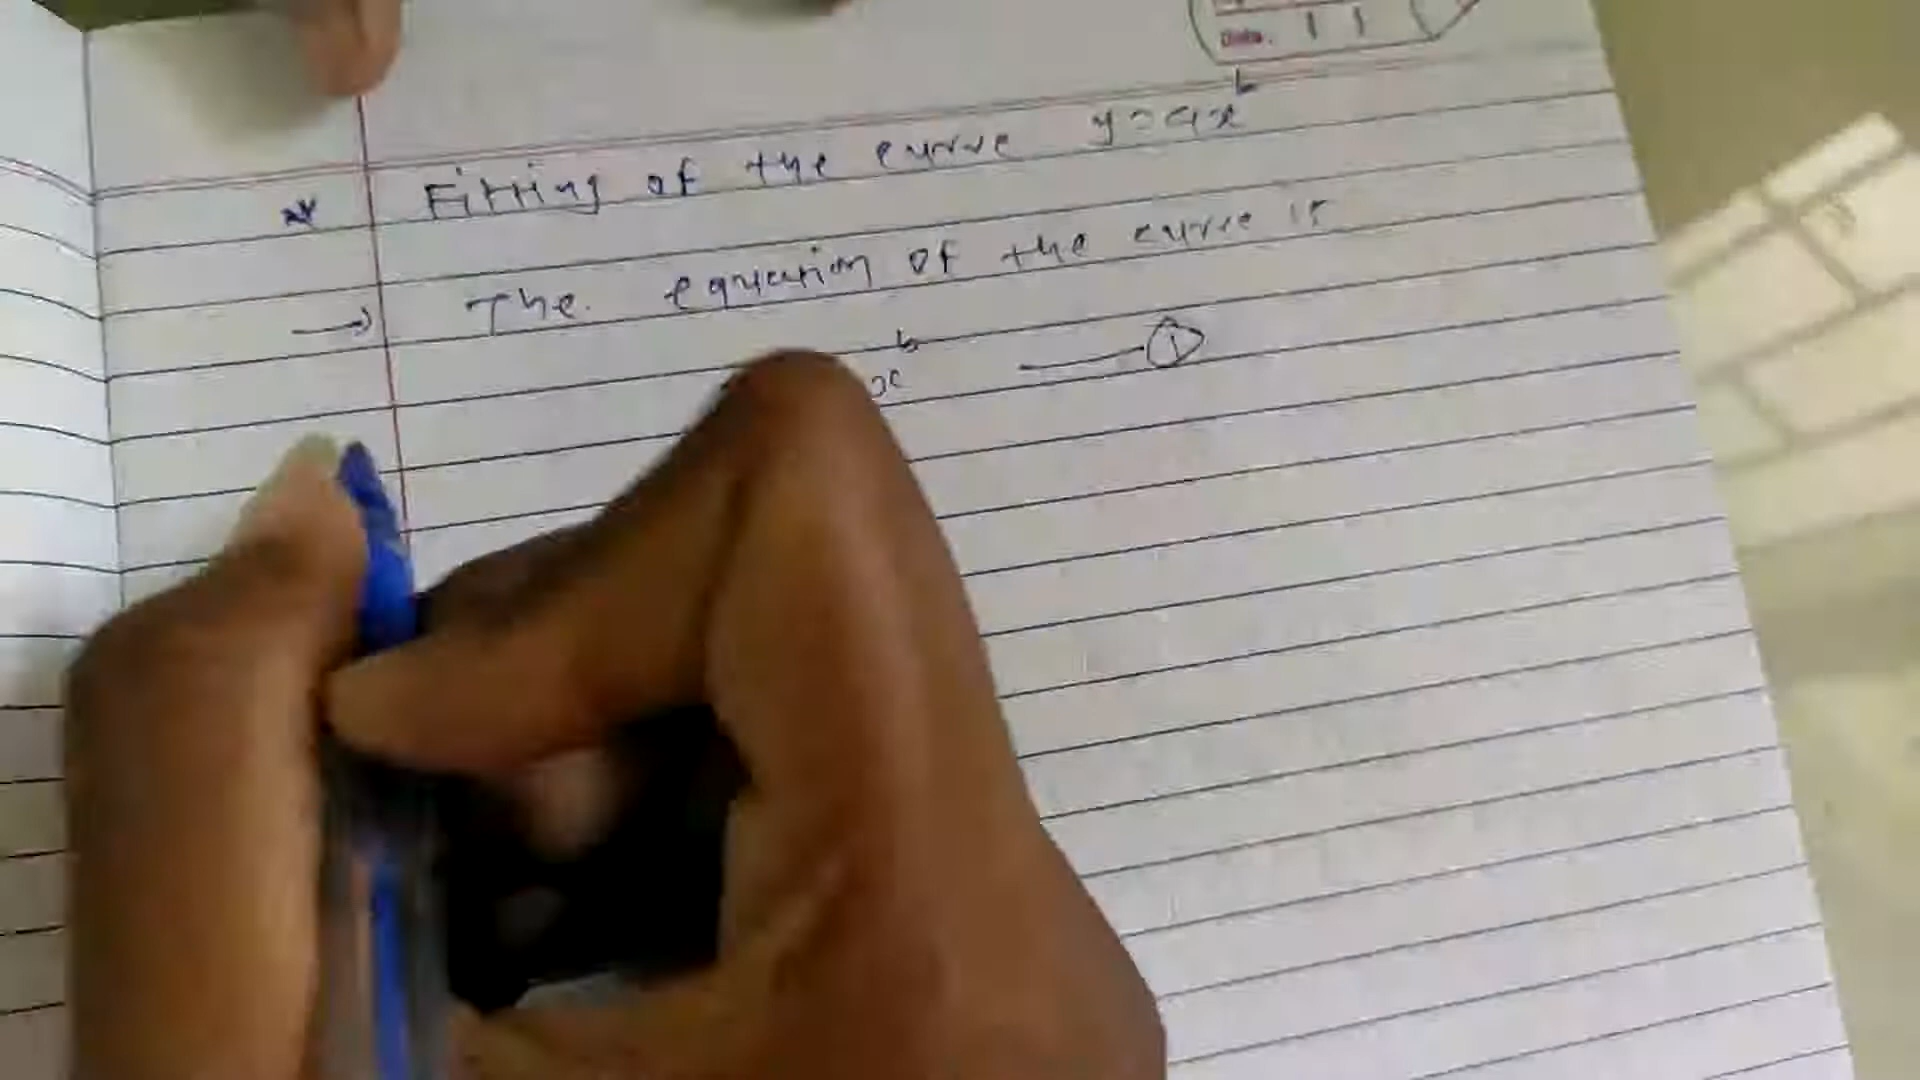 Date.
* Fitting of the curve y=ax^b
→ The. equation of the curve is
x^b —— ①